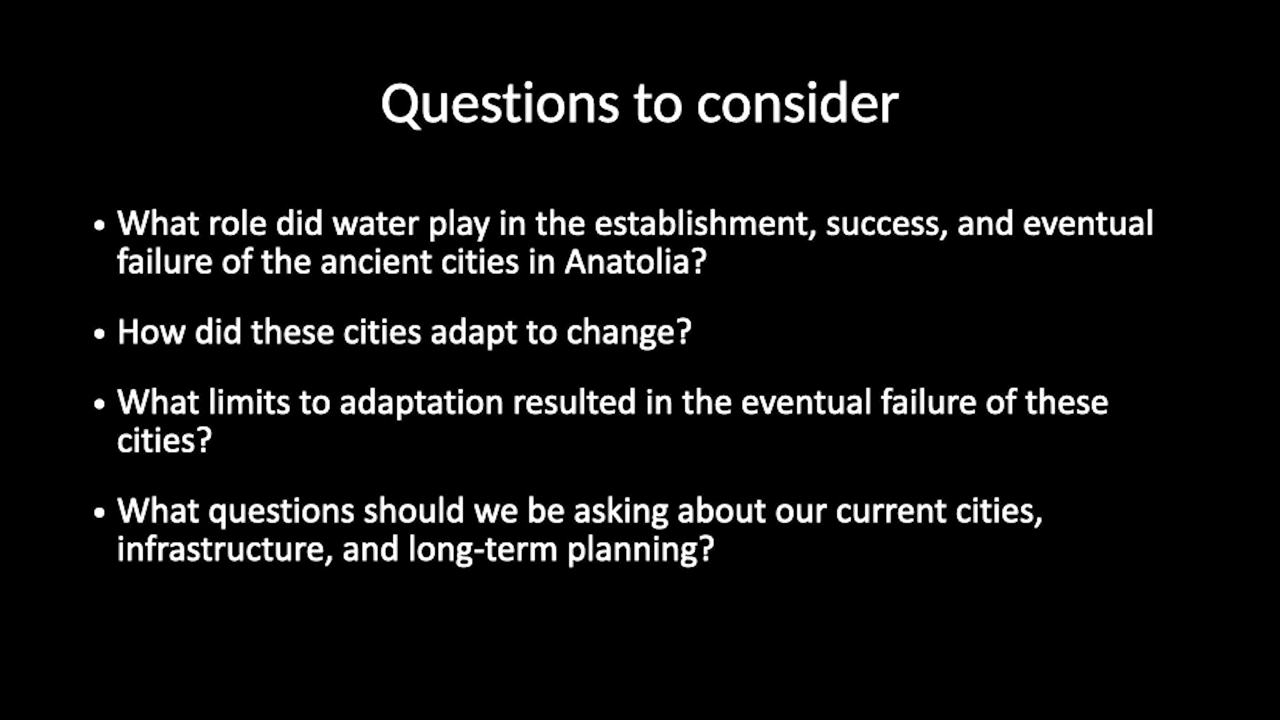 Questions to consider
• What role did water play in the establishment, success, and eventual
failure of the ancient cities in Anatolia?
• How did these cities adapt to change?
• What limits to adaptation resulted in the eventual failure of these
cities?
• What questions should we be asking about our current cities,
infrastructure, and long-term planning?